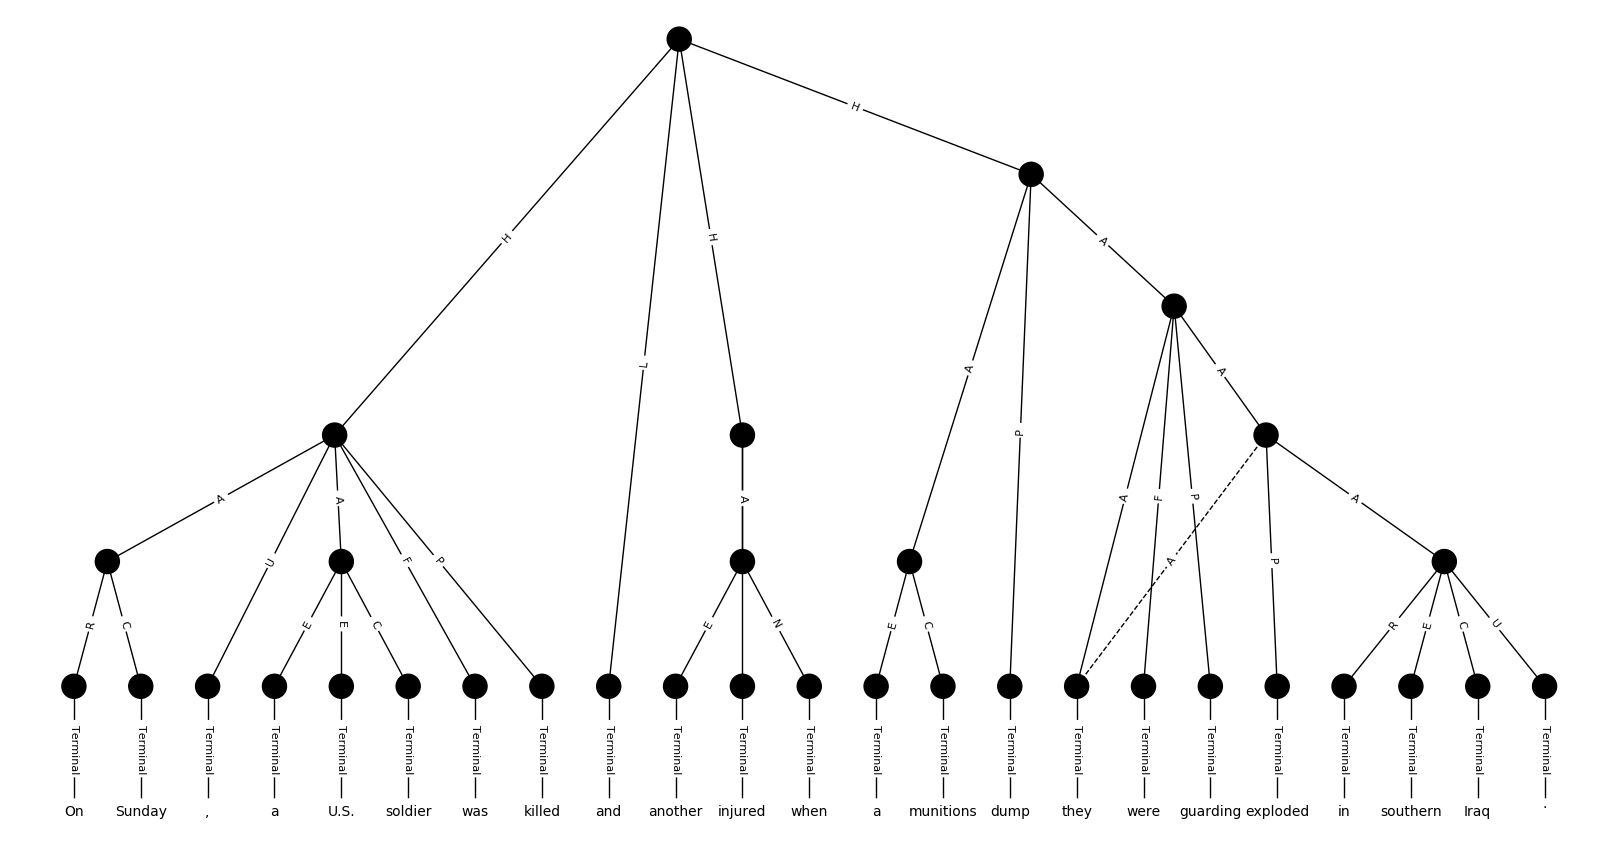 H
H
H
A
L
A
A
A
P
A
A
A
A
F
P
A
U
F
P
A
P
R
C
E
E
C
E
N
E
C
R
E
C
U
Terminal Terminal Terminal Terminal Terminal Terminal Terminal Terminal Terminal Terminal Terminal Terminal Terminal Terminal Terminal Terminal Terminal Terminal Terminal Terminal Terminal Terminal Terminal
On Sunday , a U.S. soldier was killed and another injured when a munitions dump they were guarding exploded in southern Iraq .